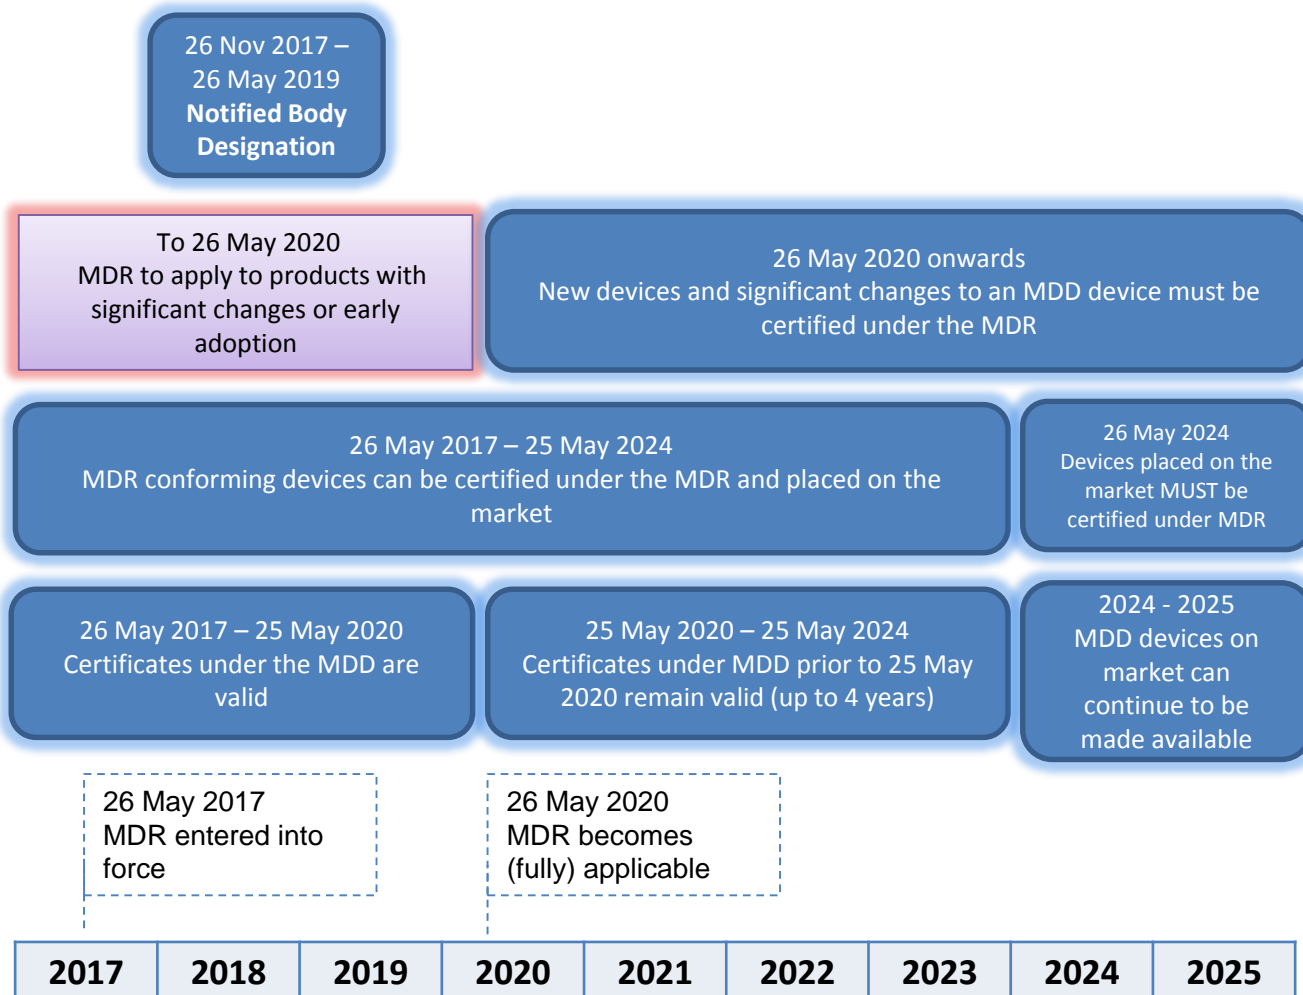 26 Nov 2017 –
26 May 2019
Notified Body
Designation
To 26 May 2020
MDR to apply to products with
significant changes or early
adoption
26 May 2020 onwards
New devices and significant changes to an MDD device must be
certified under the MDR
26 May 2017 – 25 May 2024
MDR conforming devices can be certified under the MDR and placed on the
market
26 May 2024
Devices placed on the
market MUST be
certified under MDR
26 May 2017 – 25 May 2020
Certificates under the MDD are
valid
25 May 2020 – 25 May 2024
Certificates under MDD prior to 25 May
2020 remain valid (up to 4 years)
2024 - 2025
MDD devices on
market can
continue to be
made available
26 May 2017
MDR entered into
force
26 May 2020
MDR becomes
(fully) applicable
2017 2018 2019 2020 2021 2022 2023 2024 2025